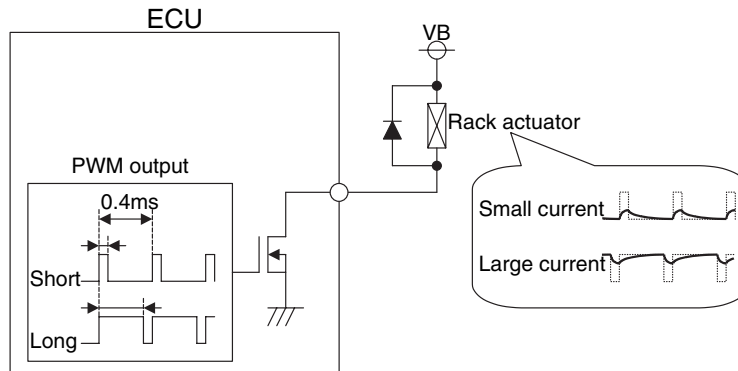 ECU
VB
Rack actuator
PWM output
0.4ms
Short
Long
Small current
Large current